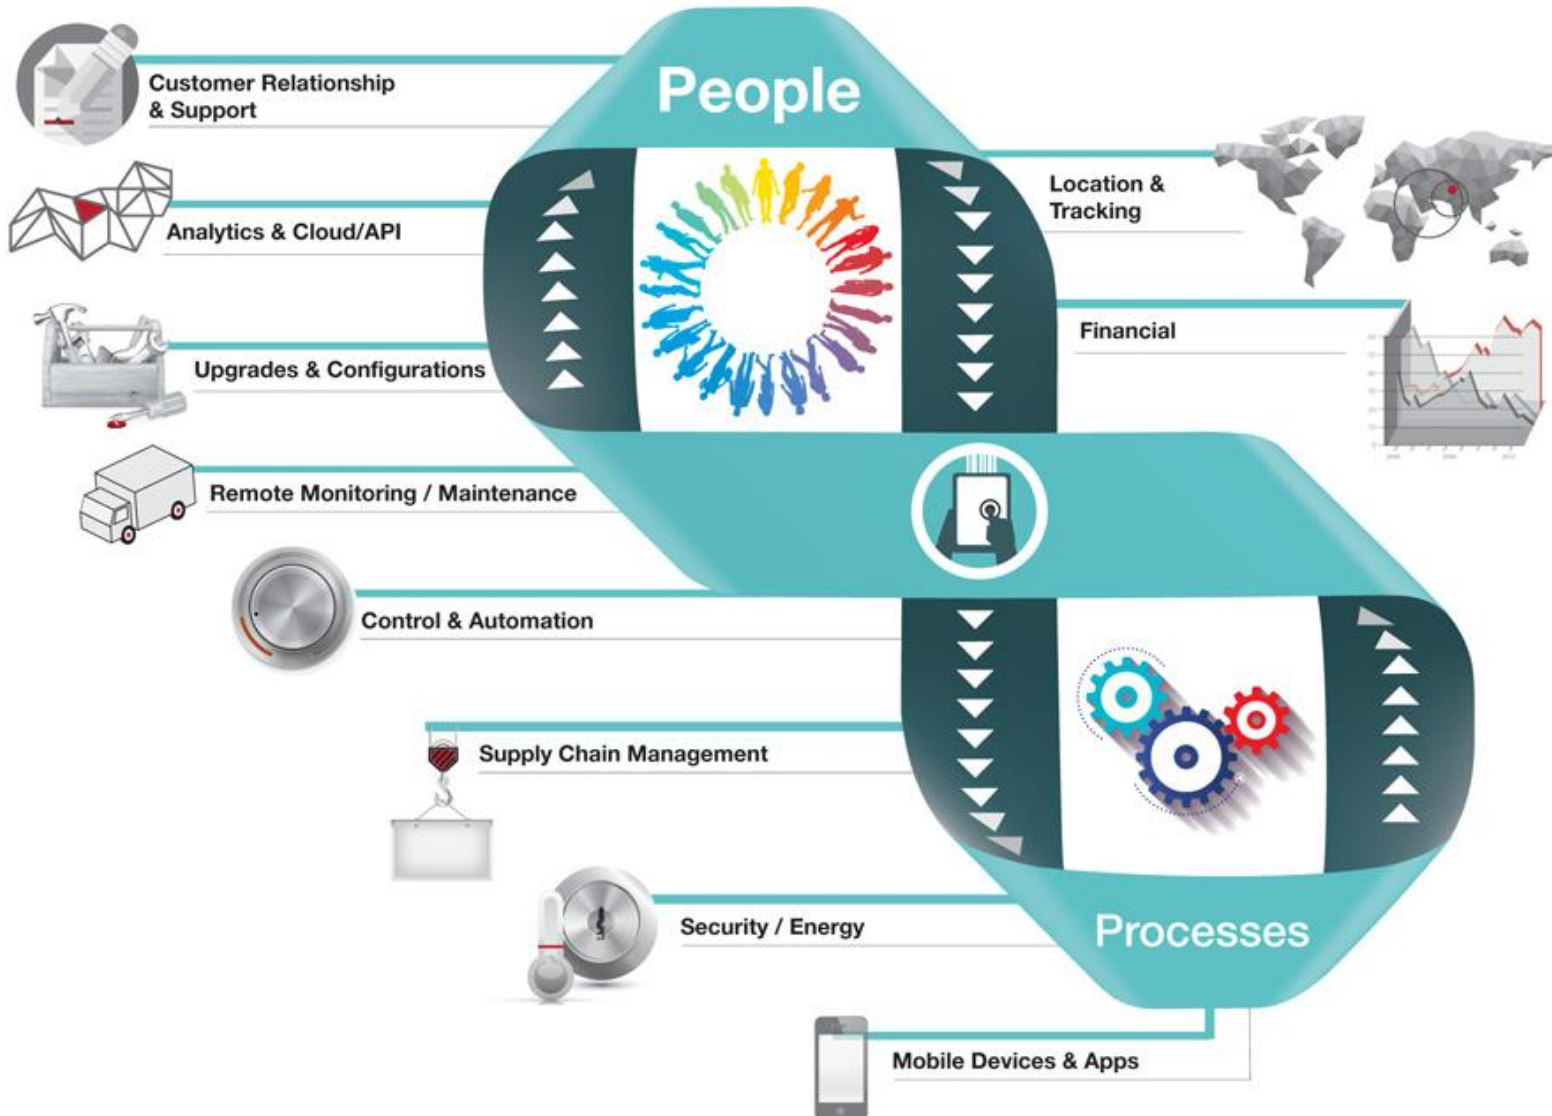 People
Customer Relationship
& Support
Analytics & Cloud/API
Upgrades & Configurations
Remote Monitoring / Maintenance
Control & Automation
Supply Chain Management
Security / Energy
Mobile Devices & Apps
Location &
Tracking
Financial
Processes